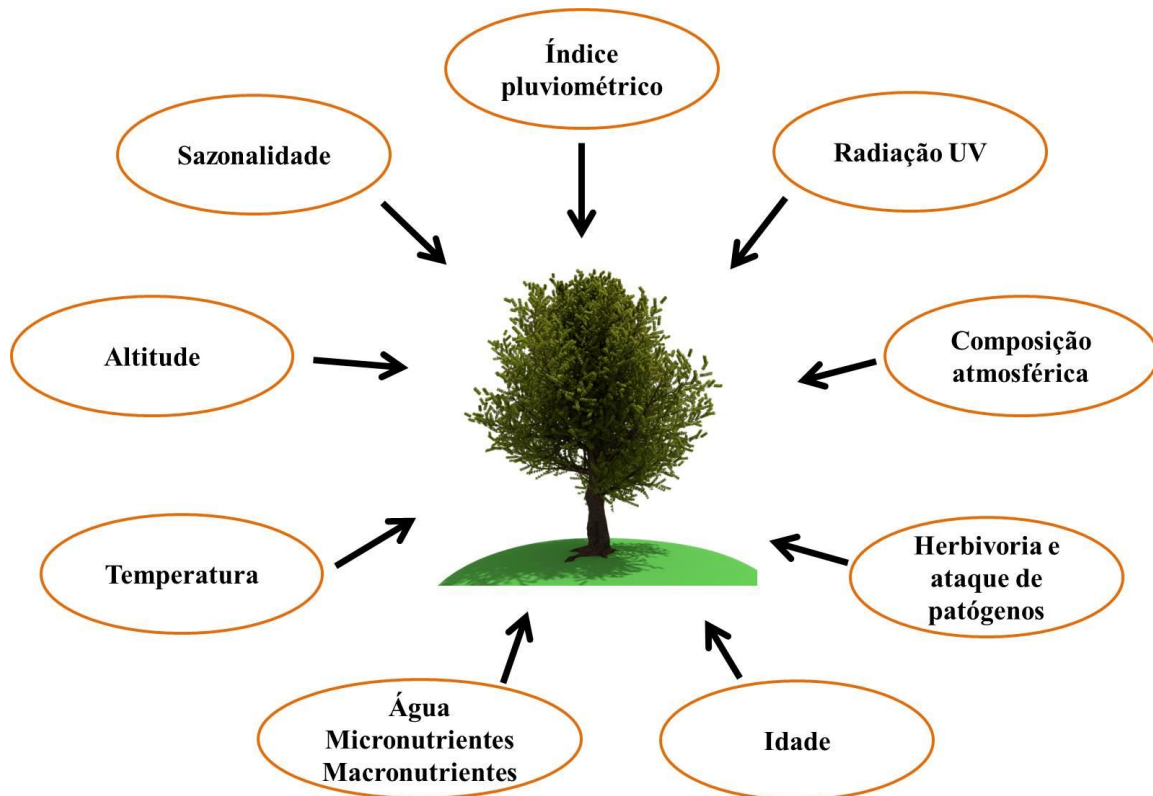 Índice
pluviométrico
Sazonalidade
Radiação UV
Altitude
Composição
atmosférica
Temperatura
Herbivoria e
ataque de
patógenos
Água
Micronutrientes
Macronutrientes
Idade